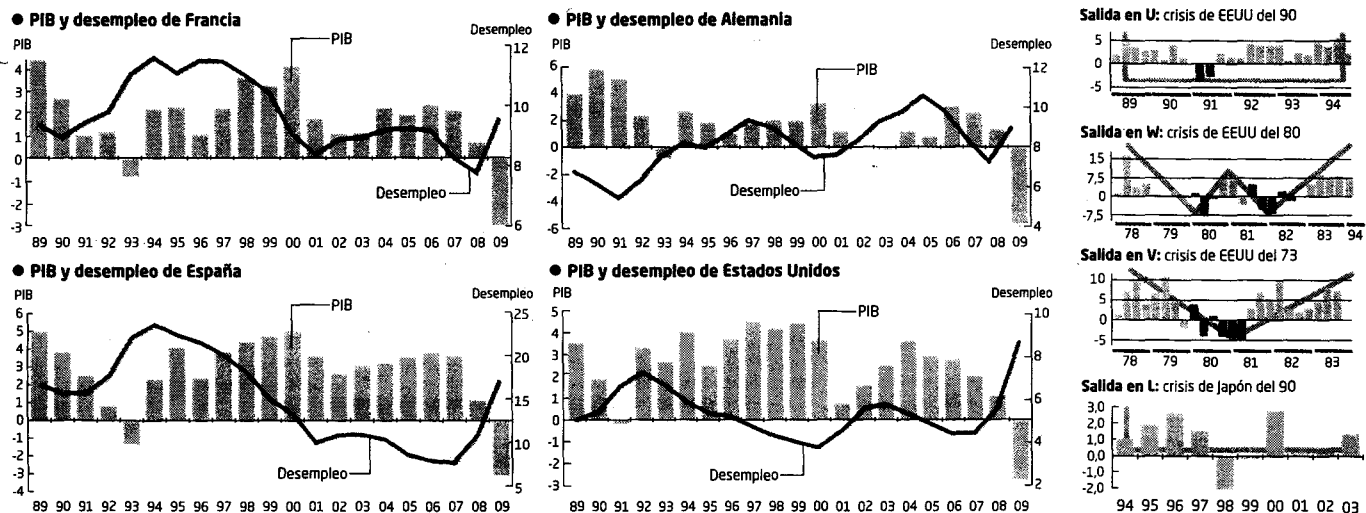 ● PIB y desempleo de Francia
PIB
Desempleo
4
3
2
1
0
-1
-2
-3
12
10
8
6
PIB
Desempleo
89 90 91 92 93 94 95 96 97 98 99 00 01 02 03 04 05 06 07 08 09
● PIB y desempleo de Alemania
PIB
Desempleo
6
4
2
0
-2
-4
-6
12
10
8
6
4
PIB
Desempleo
89 90 91 92 93 94 95 96 97 98 99 00 01 02 03 04 05 06 07 08 09
● PIB y desempleo de España
PIB
Desempleo
6
5
4
3
2
1
0
-1
-2
-3
-4
25
20
15
10
5
PIB
Desempleo
89 90 91 92 93 94 95 96 97 98 99 00 01 02 03 04 05 06 07 08 09
● PIB y desempleo de Estados Unidos
PIB
Desempleo
5
4
3
2
1
0
-1
-2
-3
10
8
6
4
2
PIB
Desempleo
89 90 91 92 93 94 95 96 97 98 99 00 01 02 03 04 05 06 07 08 09
Salida en U: crisis de EEUU del 90
5
0
-5
89 90 91 92 93 94
Salida en W: crisis de EEUU del 80
15
7,5
0
-7,5
78 80 81 82 83 94
Salida en V: crisis de EEUU del 73
10
5
0
-5
78 79 80 81 82 83
Salida en L: crisis de Japón del 90
3,0
2,0
1,0
0,0
-1,0
-2,0
94 95 96 97 98 99 00 01 02 03